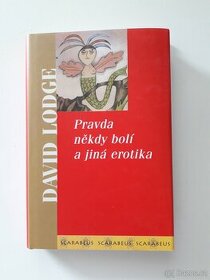 DAVID LODGE
Pravda
někdy bolí
a jiná erotika
SCARABEUS SCARABEUS SCARABEUS